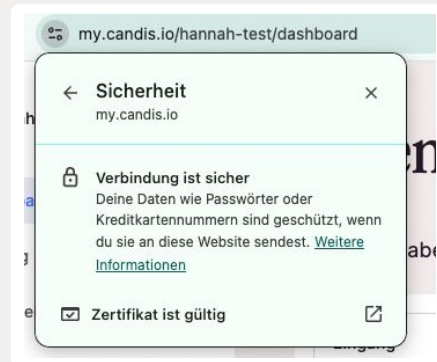 my.candis.io/hannah-test/dashboard
Sicherheit
my.candis.io
Verbindung ist sicher
Deine Daten wie Passwörter oder
Kreditkartennummern sind geschützt, wenn
du sie an diese Website sendest. Weitere
Informationen
Zertifikat ist gültig
Eingang